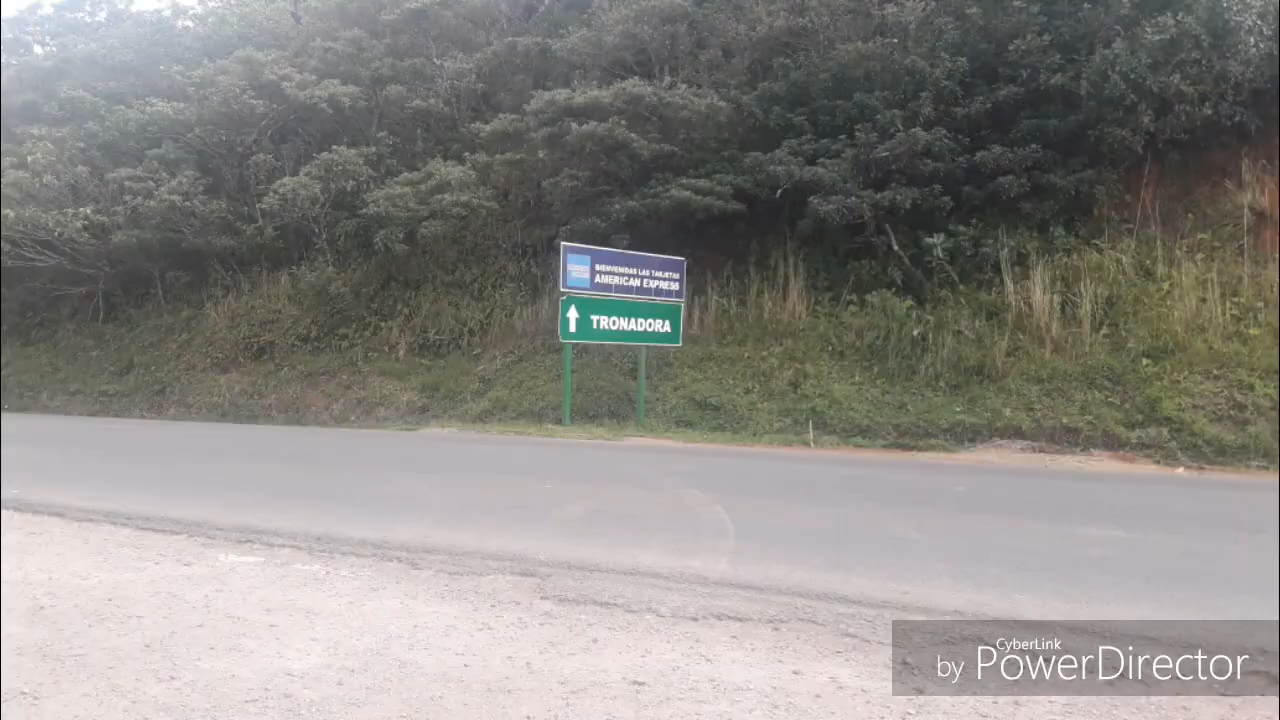 BIENVENIDAS LAS TARJETAS
AMERICAN EXPRESS
TRONADORA
CyberLink
by PowerDirector